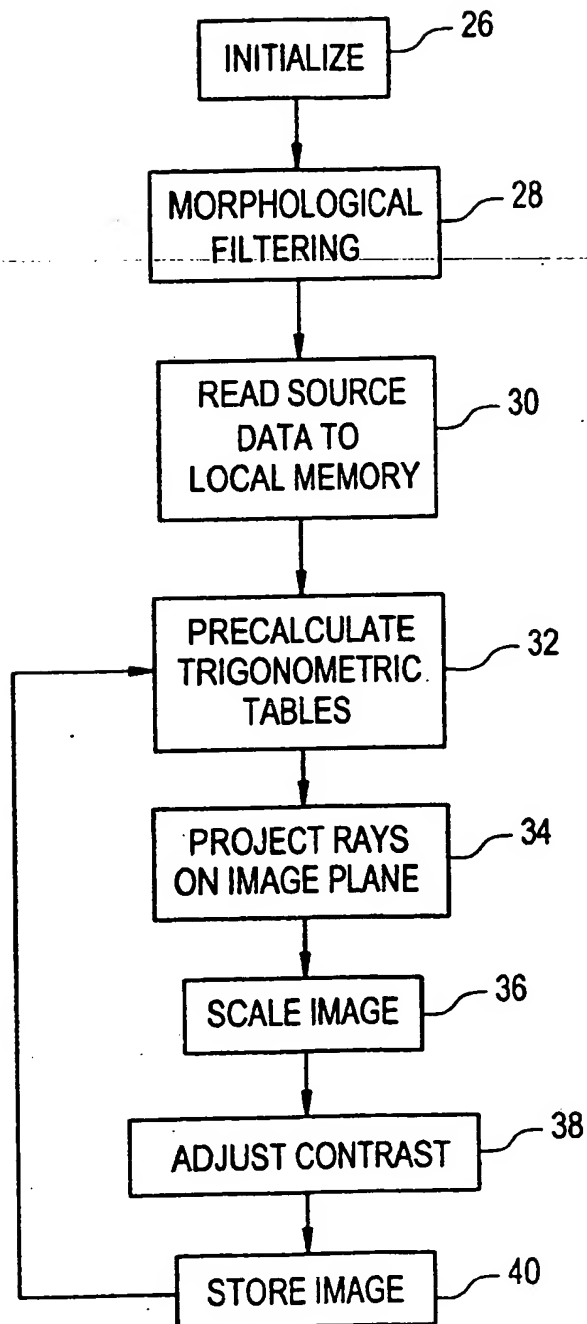 26
INITIALIZE
28
MORPHOLOGICAL
FILTERING
30
READ SOURCE
DATA TO
LOCAL MEMORY
32
PRECALCULATE
TRIGONOMETRIC
TABLES
34
PROJECT RAYS
ON IMAGE PLANE
36
SCALE IMAGE
38
ADJUST CONTRAST
STORE IMAGE
40